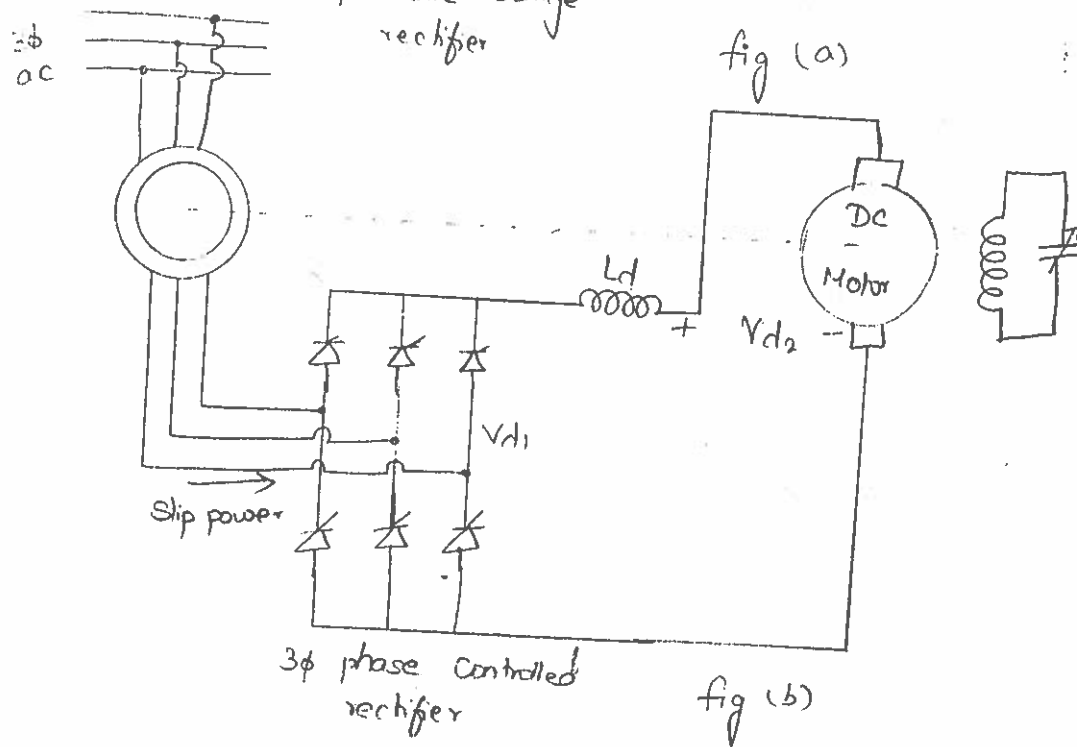 rectifier
fig (a)
3φ
ac
DC
Motor
Ld
+
Vd2 -
Vd1
Slip power
3φ phase controlled
rectifier
fig (b)